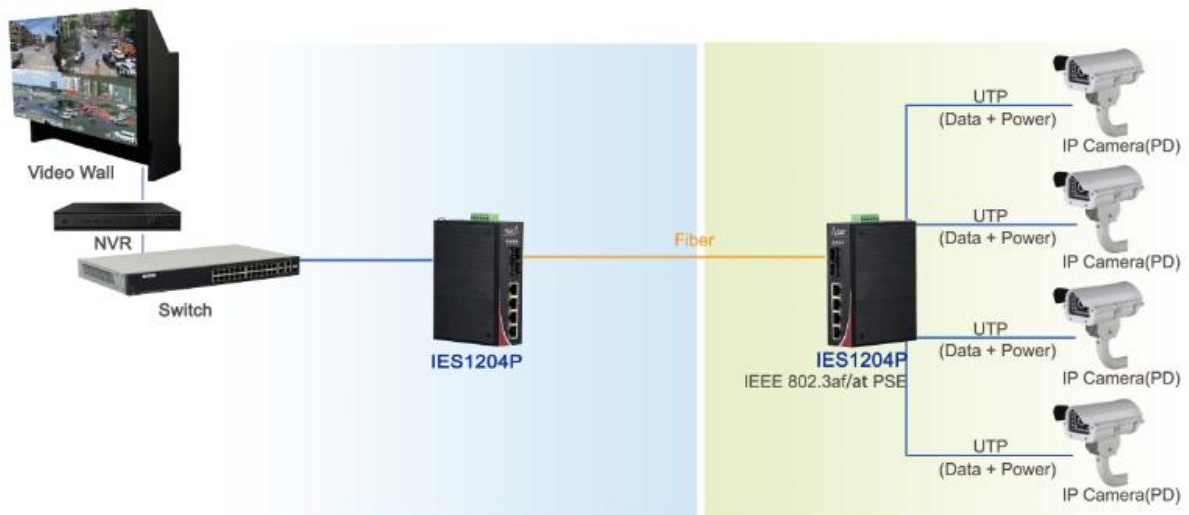 Video Wall
NVR
Switch
IES1204P
Fiber
IES1204P
IEEE 802.3af/at PSE
UTP
(Data + Power)
IP Camera(PD)
UTP
(Data + Power)
IP Camera(PD)
UTP
(Data + Power)
IP Camera(PD)
UTP
(Data + Power)
IP Camera(PD)